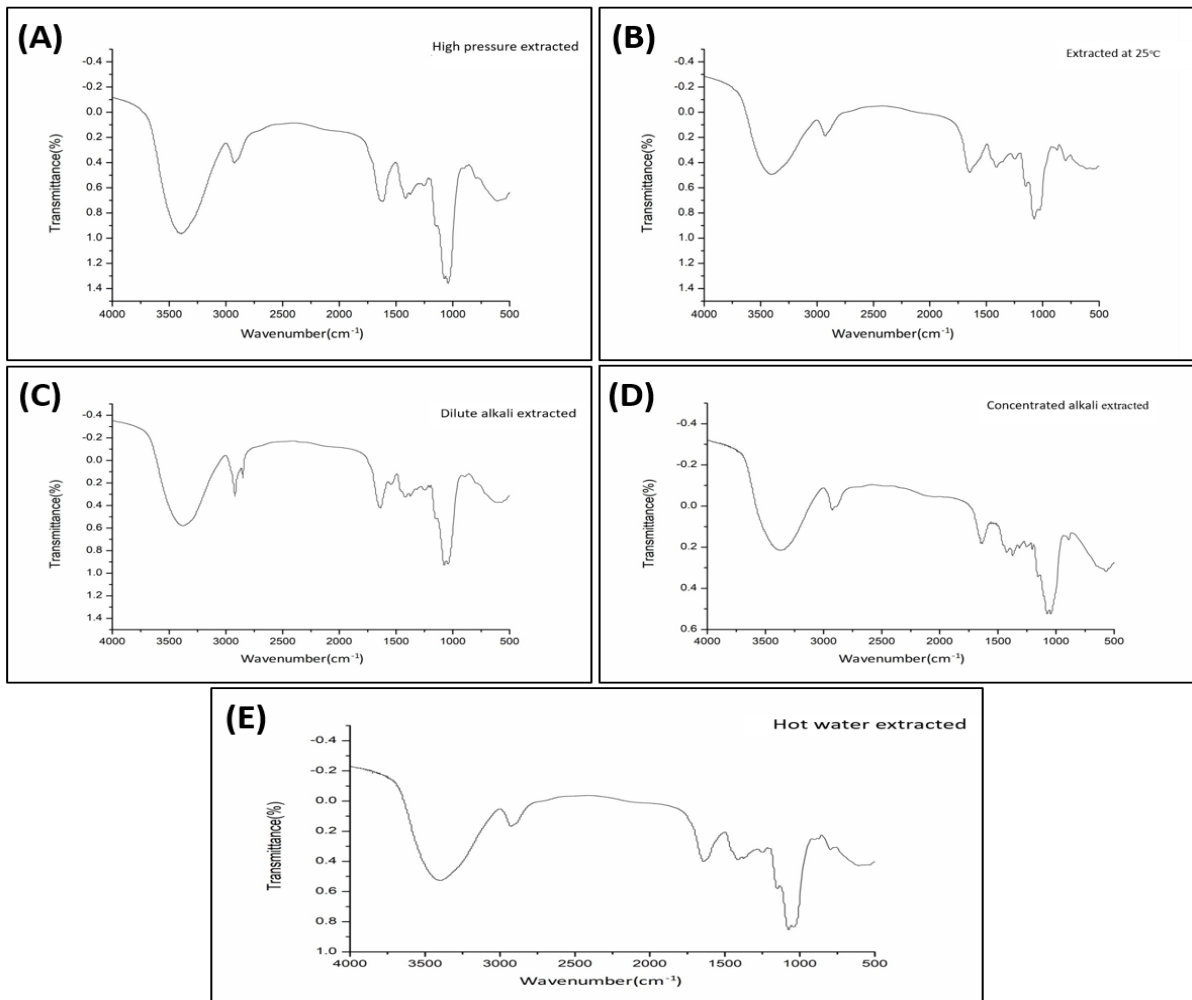 (A)
High pressure extracted
-0.4
-0.2
0.0
0.2
0.4
0.6
0.8
1.0
1.2
1.4
Transmittance(%)
4000 3500 3000 2500 2000 1500 1000 500
Wavenumber(cm⁻¹)
(B)
Extracted at 25°C
-0.4
-0.2
0.0
0.2
0.4
0.6
0.8
1.0
1.2
1.4
Transmittance(%)
4000 3500 3000 2500 2000 1500 1000 500
Wavenumber(cm⁻¹)
(C)
Dilute alkali extracted
-0.4
-0.2
0.0
0.2
0.4
0.6
0.8
1.0
1.2
1.4
Transmittance(%)
4000 3500 3000 2500 2000 1500 1000 500
Wavenumber(cm⁻¹)
(D)
Concentrated alkali extracted
-0.4
-0.2
0.0
0.2
0.4
0.6
Transmittance(%)
4000 3500 3000 2500 2000 1500 1000 500
Wavenumber(cm⁻¹)
(E)
Hot water extracted
-0.4
-0.2
0.0
0.2
0.4
0.6
0.8
1.0
Transmittance(%)
4000 3500 3000 2500 2000 1500 1000 500
Wavenumber(cm⁻¹)